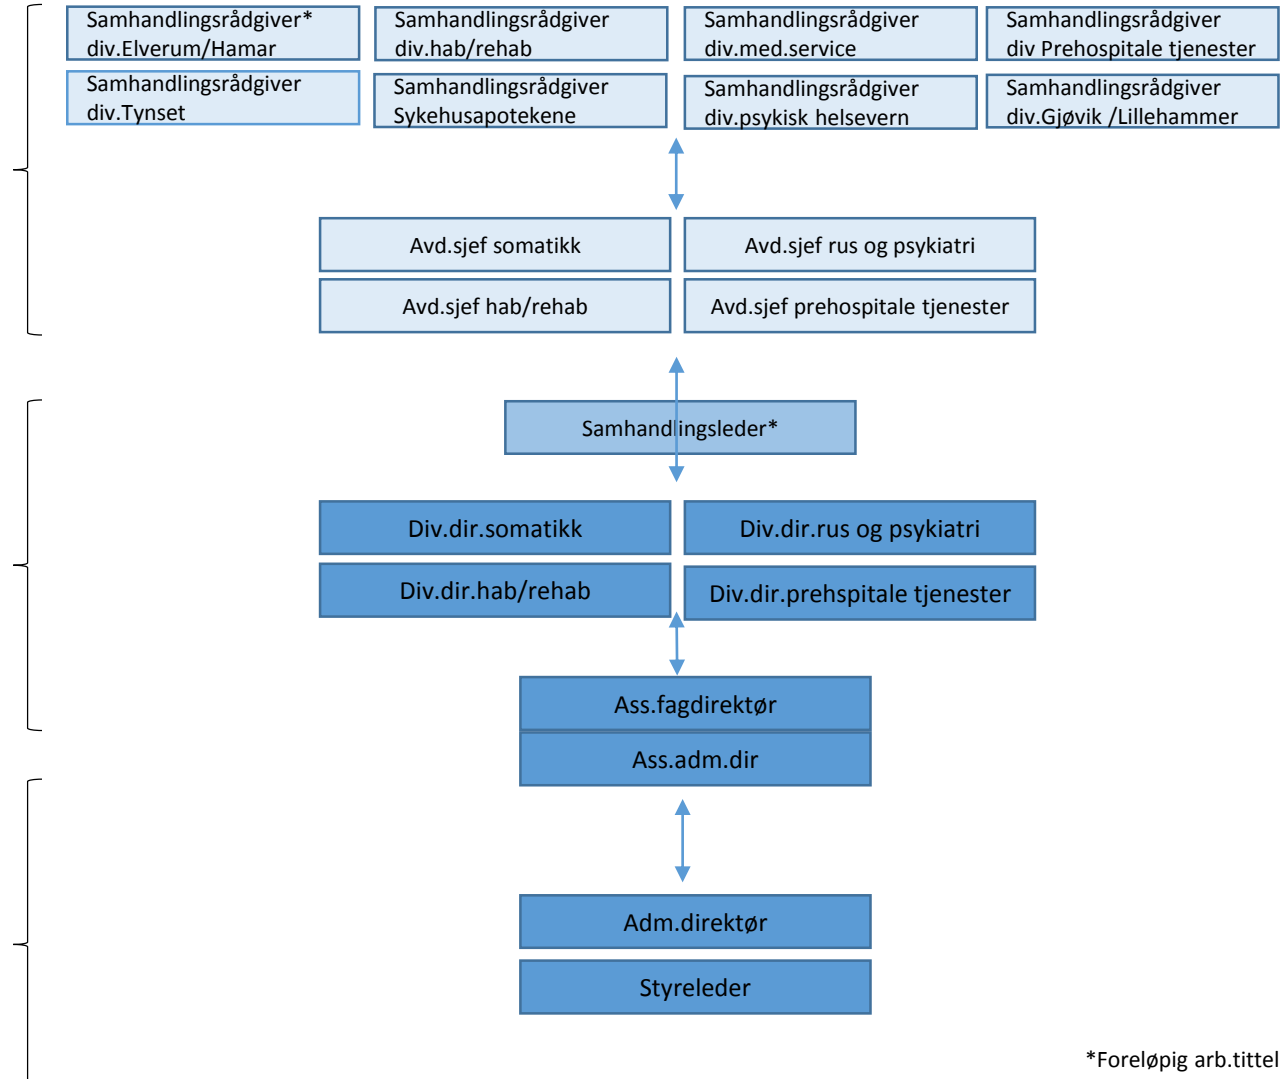 Samhandlingsrådgiver*
div.Elverum/Hamar
Samhandlingsrådgiver
div.hab/rehab
Samhandlingsrådgiver
div.med.service
Samhandlingsrådgiver
div Prehospitale tjenester
Samhandlingsrådgiver
div.Tynset
Samhandlingsrådgiver
Sykehusapotekene
Samhandlingsrådgiver
div.psykisk helsevern
Samhandlingsrådgiver
div.Gjøvik /Lillehammer
Avd.sjef somatikk
Avd.sjef rus og psykiatri
Avd.sjef hab/rehab
Avd.sjef prehospitale tjenester
Samhandlingsleder*
Div.dir.somatikk
Div.dir.rus og psykiatri
Div.dir.hab/rehab
Div.dir.prehspitale tjenester
Ass.fagdirektør
Ass.adm.dir
Adm.direktør
Styreleder
*Foreløpig arb.tittel